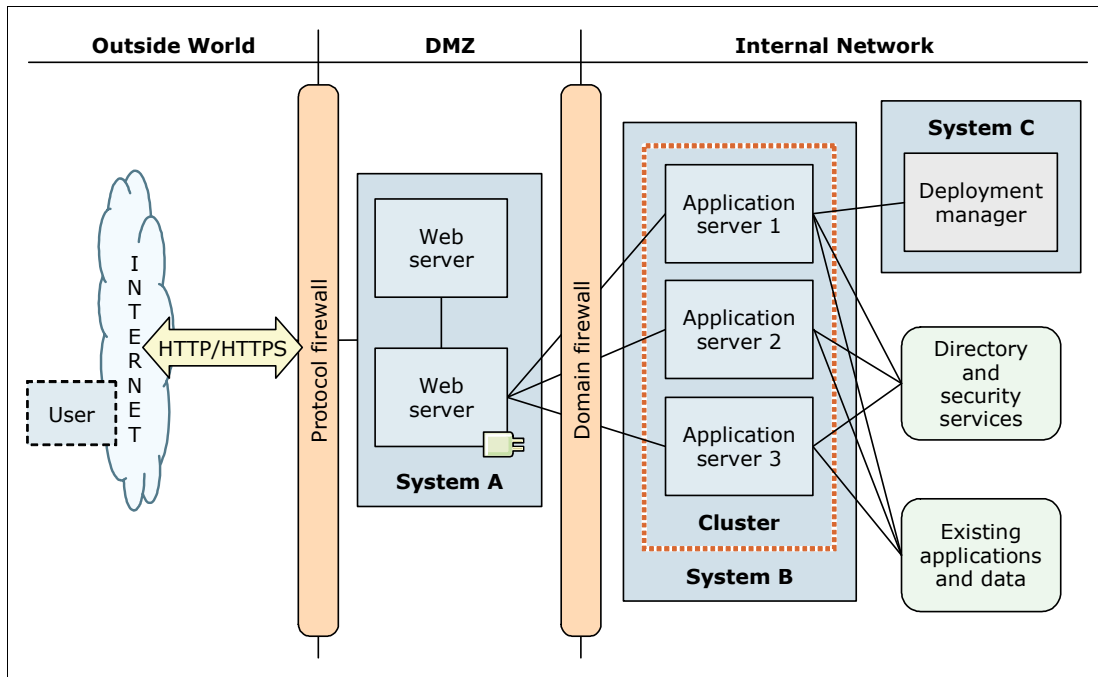 Outside World
DMZ
Internal Network
INTERNET
User
HTTP/HTTPS
Protocol firewall
Web
server
Web
server
System A
Domain firewall
Application
server 1
Application
server 2
Application
server 3
Cluster
System B
System C
Deployment
manager
Directory
and
security
services
Existing
applications
and data